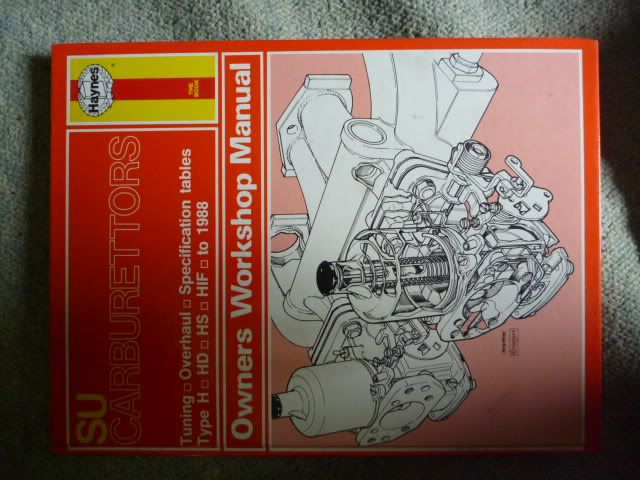 Haynes
THE BOOK
SU
CARBURETTORS
Tuning □ Overhaul □ Specification tables
Type H □ HD □ HS □ HIF □ to 1988
Owners Workshop Manual